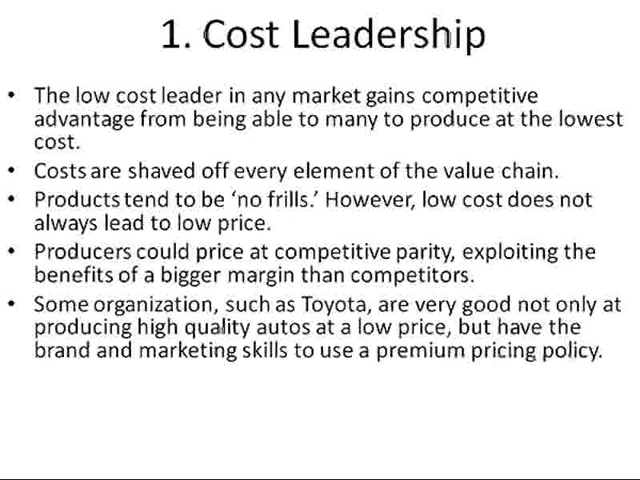 1. Cost Leadership
• The low cost leader in any market gains competitive
advantage from being able to many to produce at the lowest
cost.
• Costs are shaved off every element of the value chain.
• Products tend to be ‘no frills.’ However, low cost does not
always lead to low price.
• Producers could price at competitive parity, exploiting the
benefits of a bigger margin than competitors.
• Some organization, such as Toyota, are very good not only at
producing high quality autos at a low price, but have the
brand and marketing skills to use a premium pricing policy.